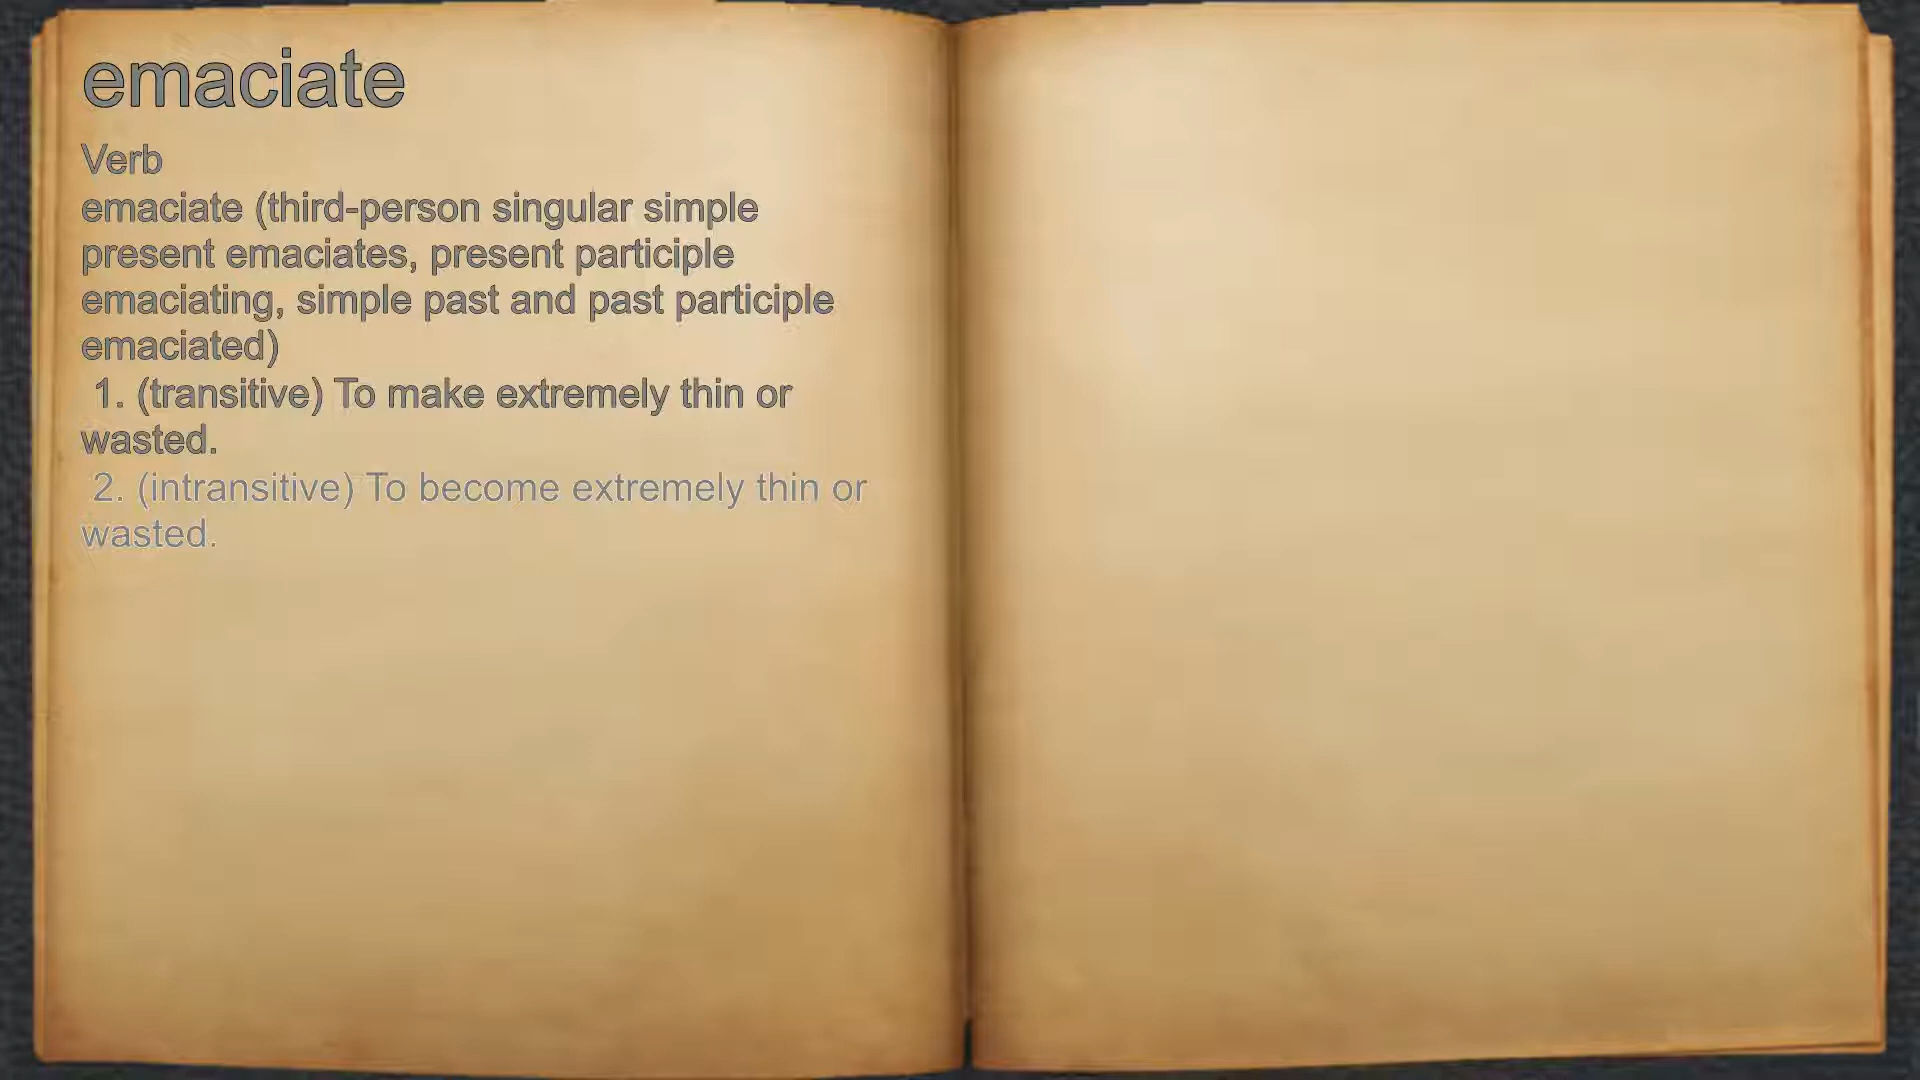 emaciate
Verb
emaciate (third-person singular simple
present emaciates, present participle
emaciating, simple past and past participle
emaciated)
1. (transitive) To make extremely thin or
wasted.
2. (intransitive) To become extremely thin or
wasted.